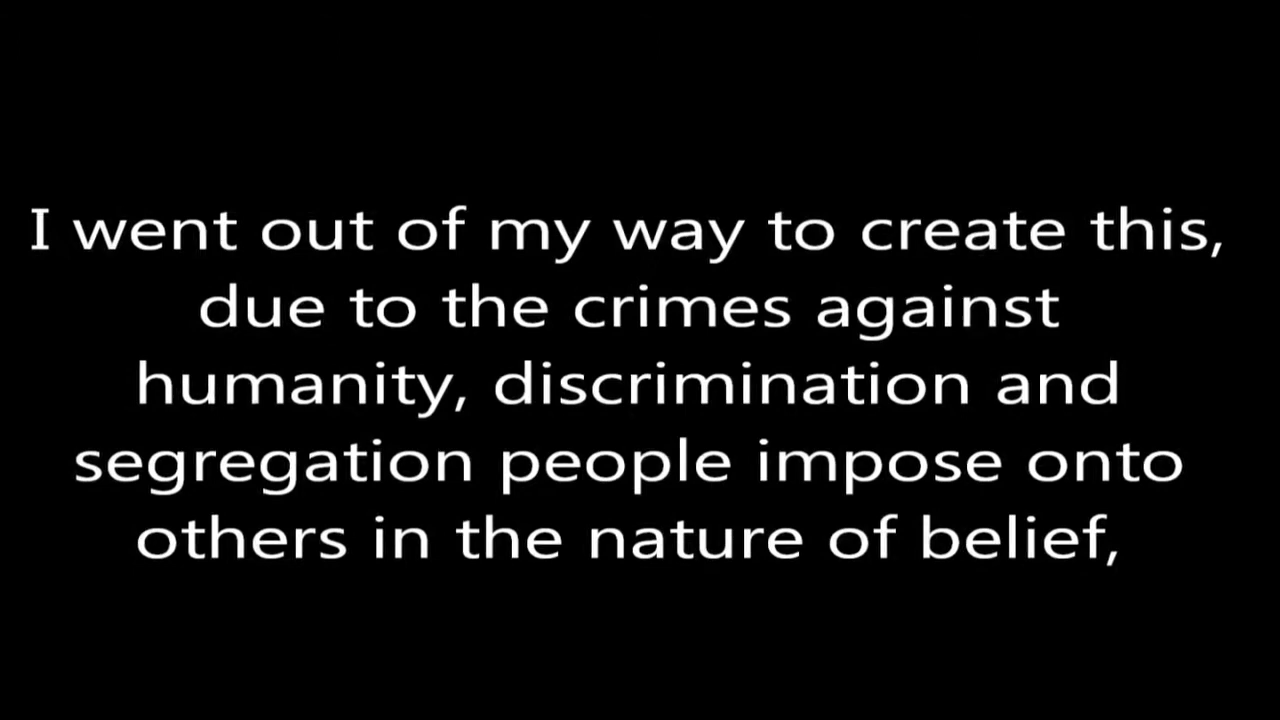 I went out of my way to create this,
due to the crimes against
humanity, discrimination and
segregation people impose onto
others in the nature of belief,